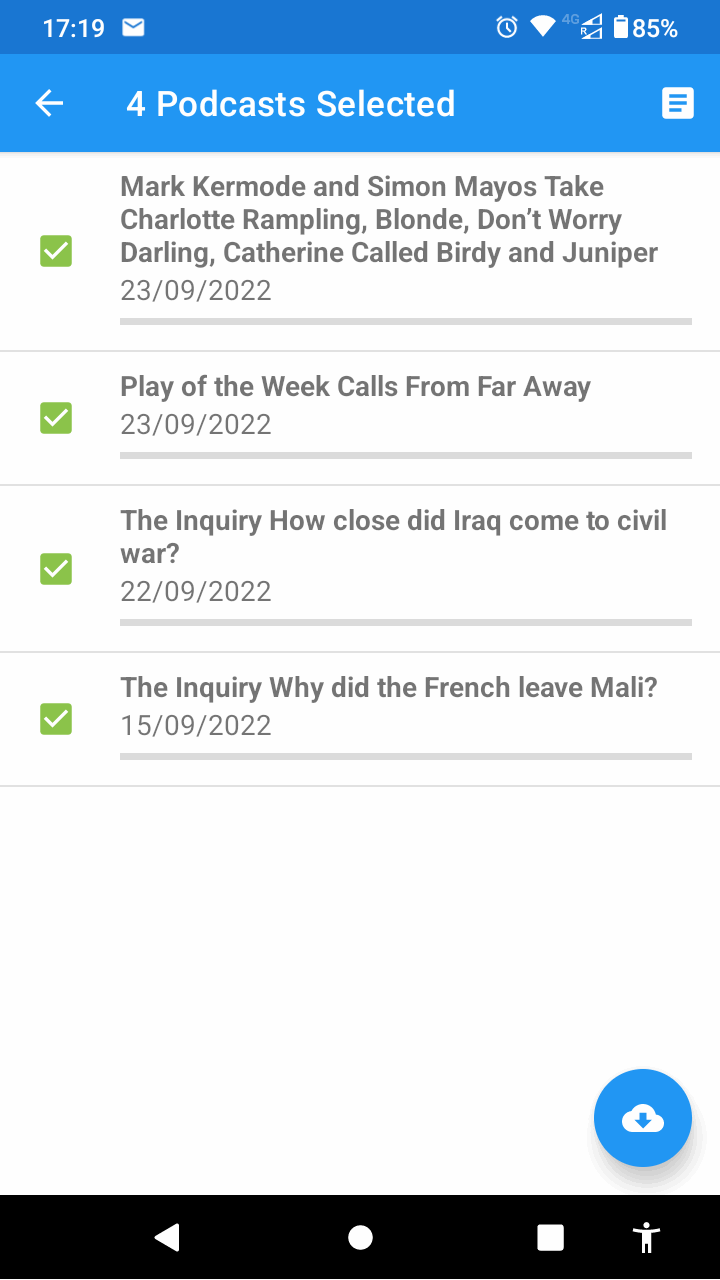 17:19
4G
R
85%
4 Podcasts Selected
Mark Kermode and Simon Mayos Take
Charlotte Rampling, Blonde, Don’t Worry
Darling, Catherine Called Birdy and Juniper
23/09/2022
Play of the Week Calls From Far Away
23/09/2022
The Inquiry How close did Iraq come to civil
war?
22/09/2022
The Inquiry Why did the French leave Mali?
15/09/2022